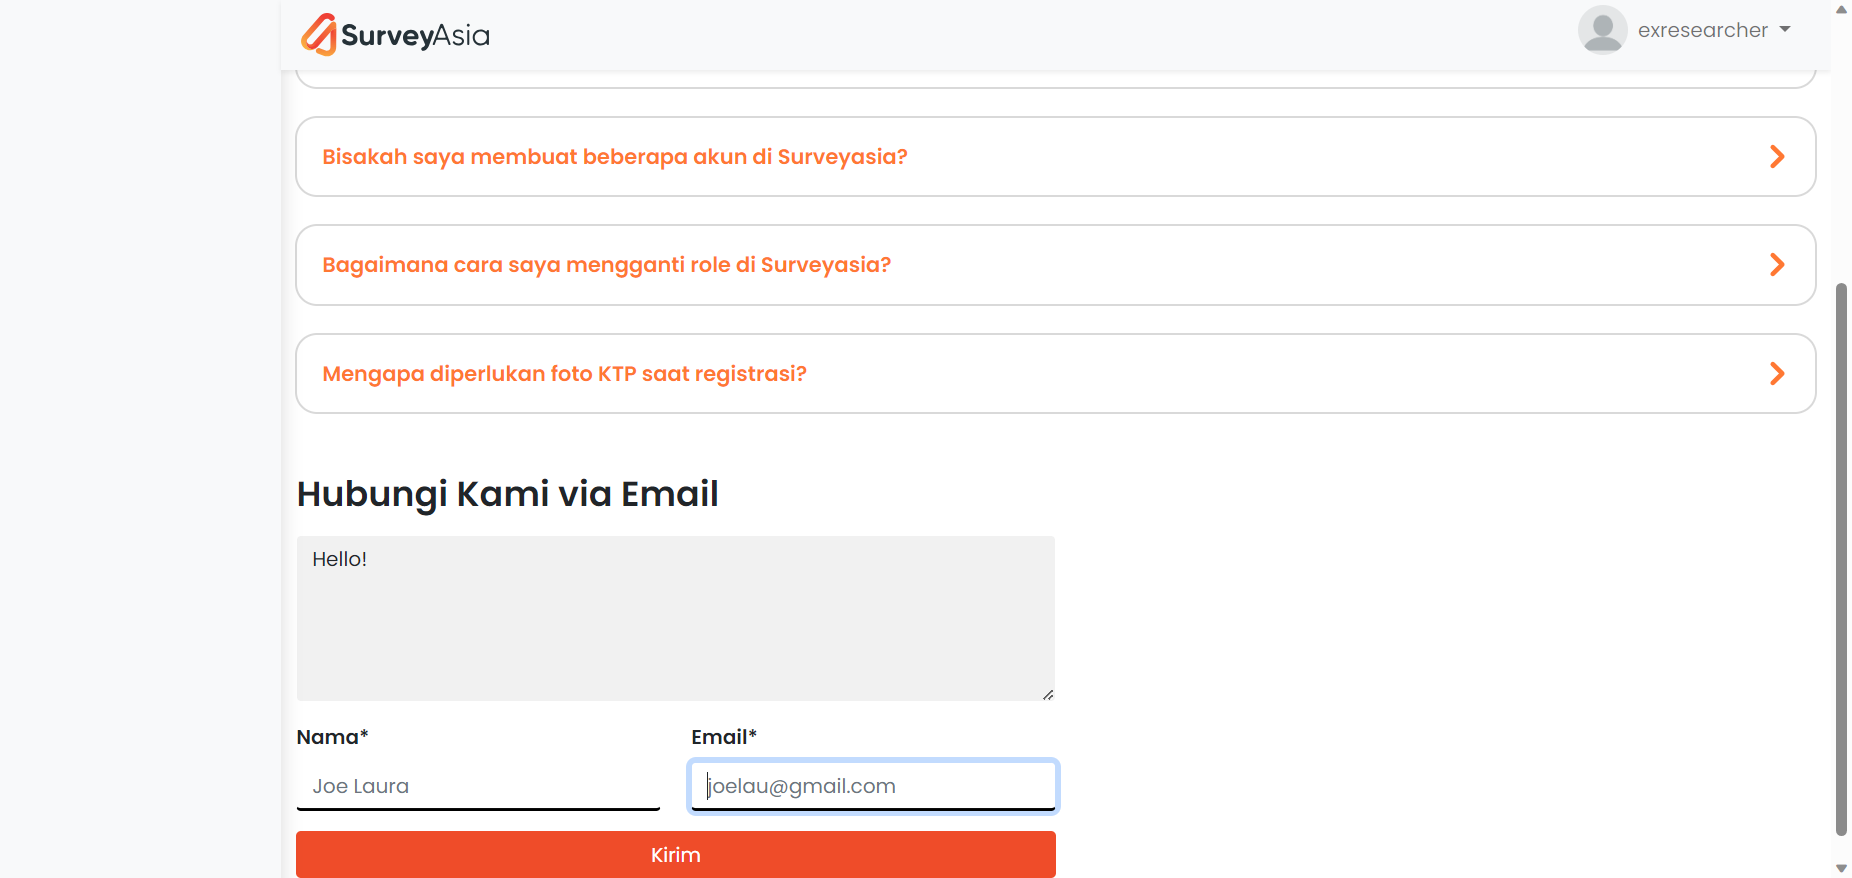 SurveyAsia
exresearcher
Bisakah saya membuat beberapa akun di Surveyasia?
Bagaimana cara saya mengganti role di Surveyasia?
Mengapa diperlukan foto KTP saat registrasi?
Hubungi Kami via Email
Hello!
Nama* Email*
Joe Laura joelau@gmail.com
Kirim